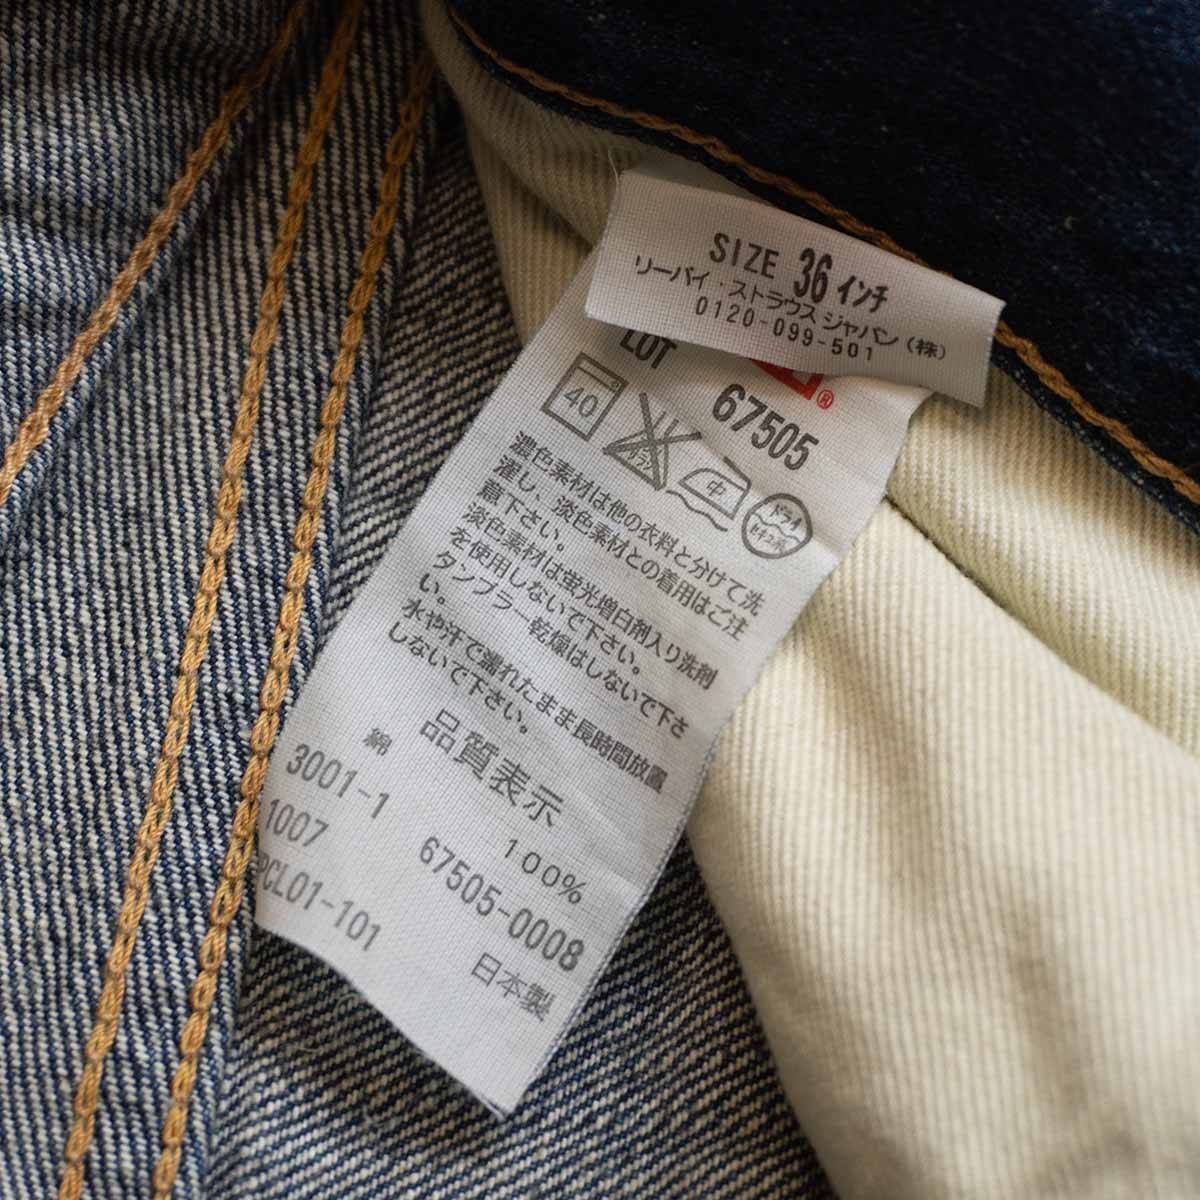 SIZE 36 インチ
リーバイ・ストラウス ジャパン(株)
0120-099-501
LOT 67505
®
40
中
ドライ
濃色素材は他の衣料と分けて洗
濯し、淡色素材との着用はご注
意下さい。
淡色素材は蛍光増白剤入り洗剤
を使用しないで下さい。
タンブラー乾燥はしないで下さ
い。
水や汗で濡れたまま長時間放置
しないで下さい。
品質表示
綿 100%
3001-1 67505-0008
1007
PCL01-101 日本製